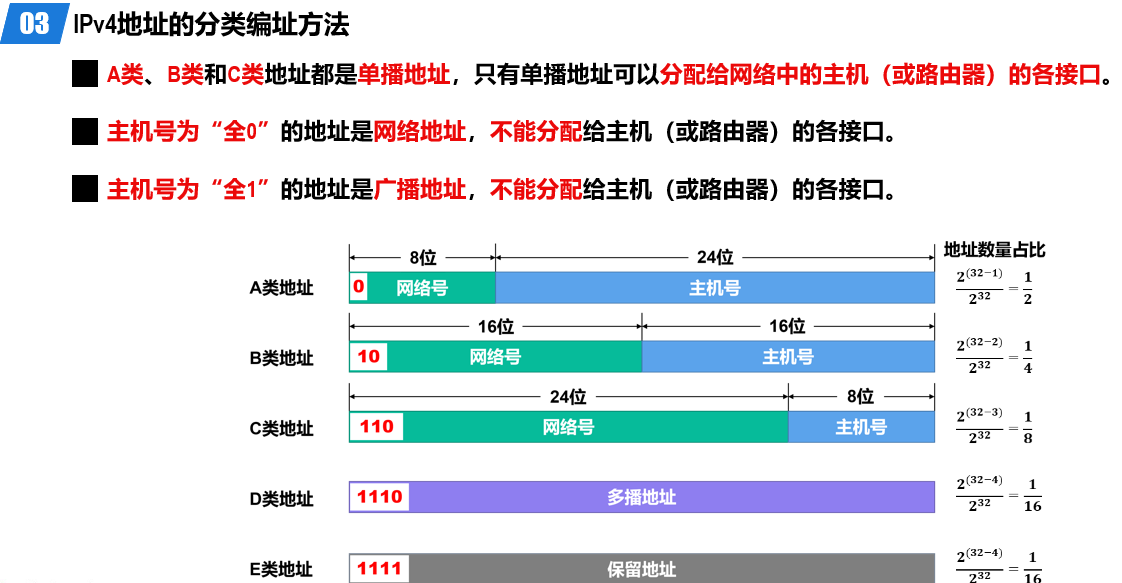 03 IPv4地址的分类编址方法
A类、B类和C类地址都是单播地址，只有单播地址可以分配给网络中的主机（或路由器）的各接口。
主机号为“全0”的地址是网络地址，不能分配给主机（或路由器）的各接口。
主机号为“全1”的地址是广播地址，不能分配给主机（或路由器）的各接口。
8位 24位 地址数量占比
A类地址 0 网络号 主机号 2^(32−1)/2^32 = 1/2
16位 16位
B类地址 10 网络号 主机号 2^(32−2)/2^32 = 1/4
24位 8位
C类地址 110 网络号 主机号 2^(32−3)/2^32 = 1/8
D类地址 1110 多播地址 2^(32−4)/2^32 = 1/16
E类地址 1111 保留地址 2^(32−4)/2^32 = 1/16